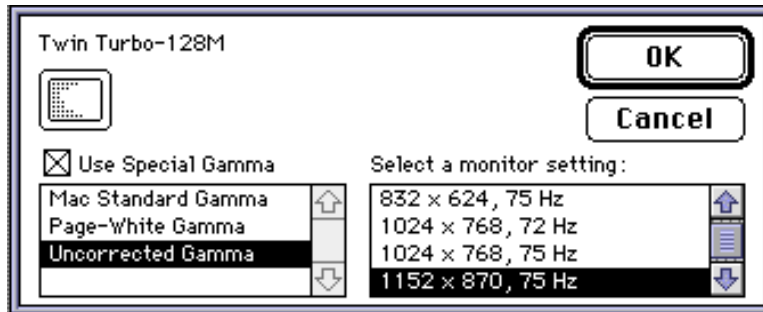 Twin Turbo-128M
OK
Cancel
Use Special Gamma
Mac Standard Gamma
Page-White Gamma
Uncorrected Gamma
Select a monitor setting:
832 × 624, 75 Hz
1024 × 768, 72 Hz
1024 × 768, 75 Hz
1152 × 870, 75 Hz